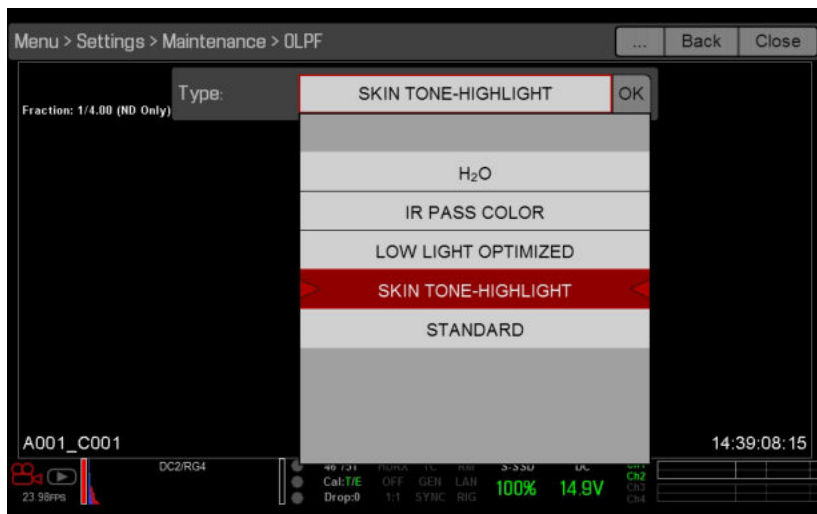 Menu > Settings > Maintenance > OLPF
... Back Close
Type: SKIN TONE-HIGHLIGHT OK
Fraction: 1/4.00 (ND Only)
H₂O
IR PASS COLOR
LOW LIGHT OPTIMIZED
SKIN TONE-HIGHLIGHT
STANDARD
A001_C001
14:39:08:15
DC2/RG4
Cal:T/E OFF GEN LAN 100% 14.9V Ch2
23.98FPS Drop:0 1:1 SYNC RIG Ch3
Ch4